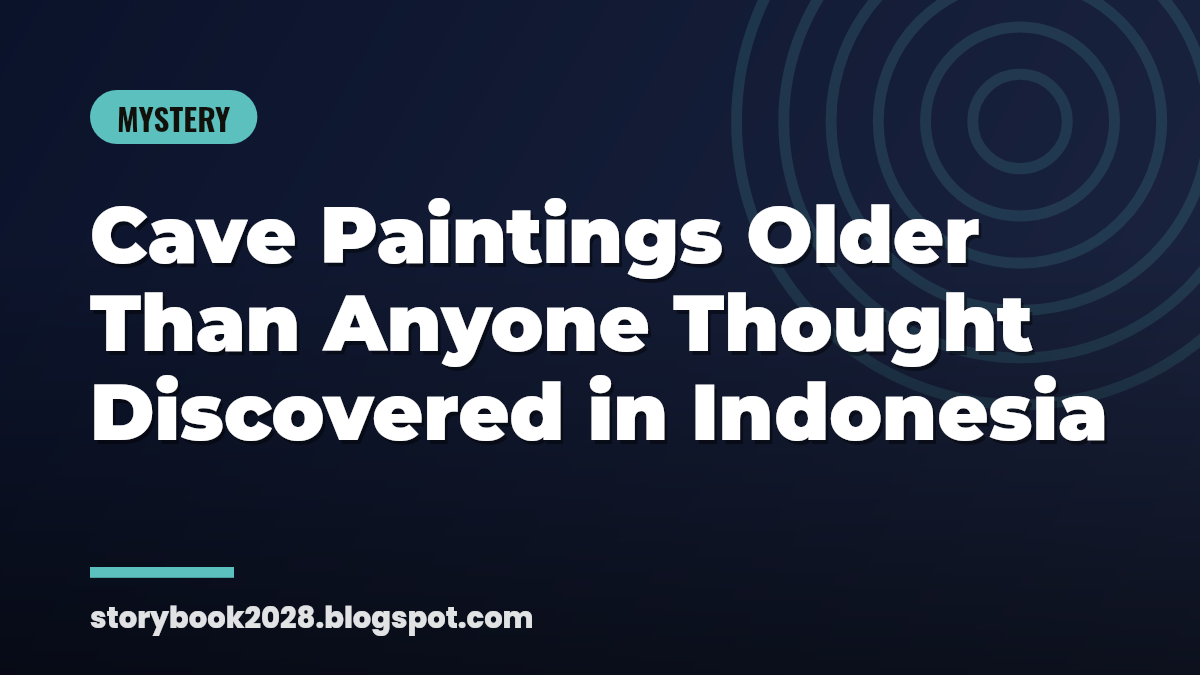 MYSTERY
Cave Paintings Older
Than Anyone Thought
Discovered in Indonesia
storybook2028.blogspot.com